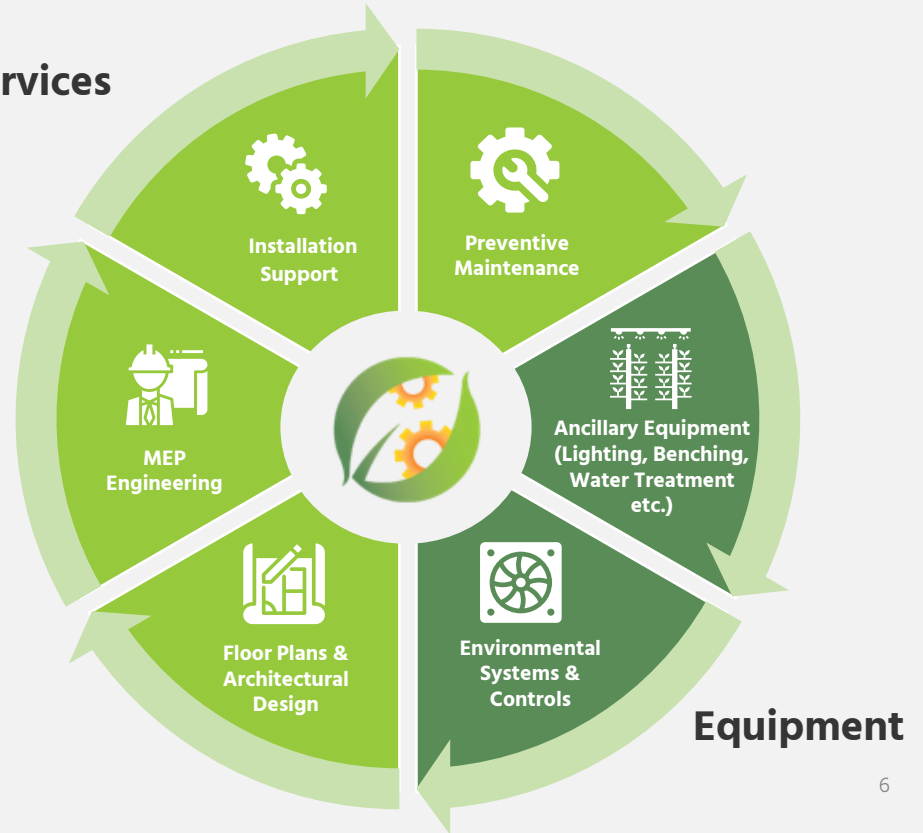 rvices
Installation
Support
Preventive
Maintenance
MEP
Engineering
Ancillary Equipment
(Lighting, Benching,
Water Treatment
etc.)
Floor Plans &
Architectural
Design
Environmental
Systems &
Controls
Equipment
6